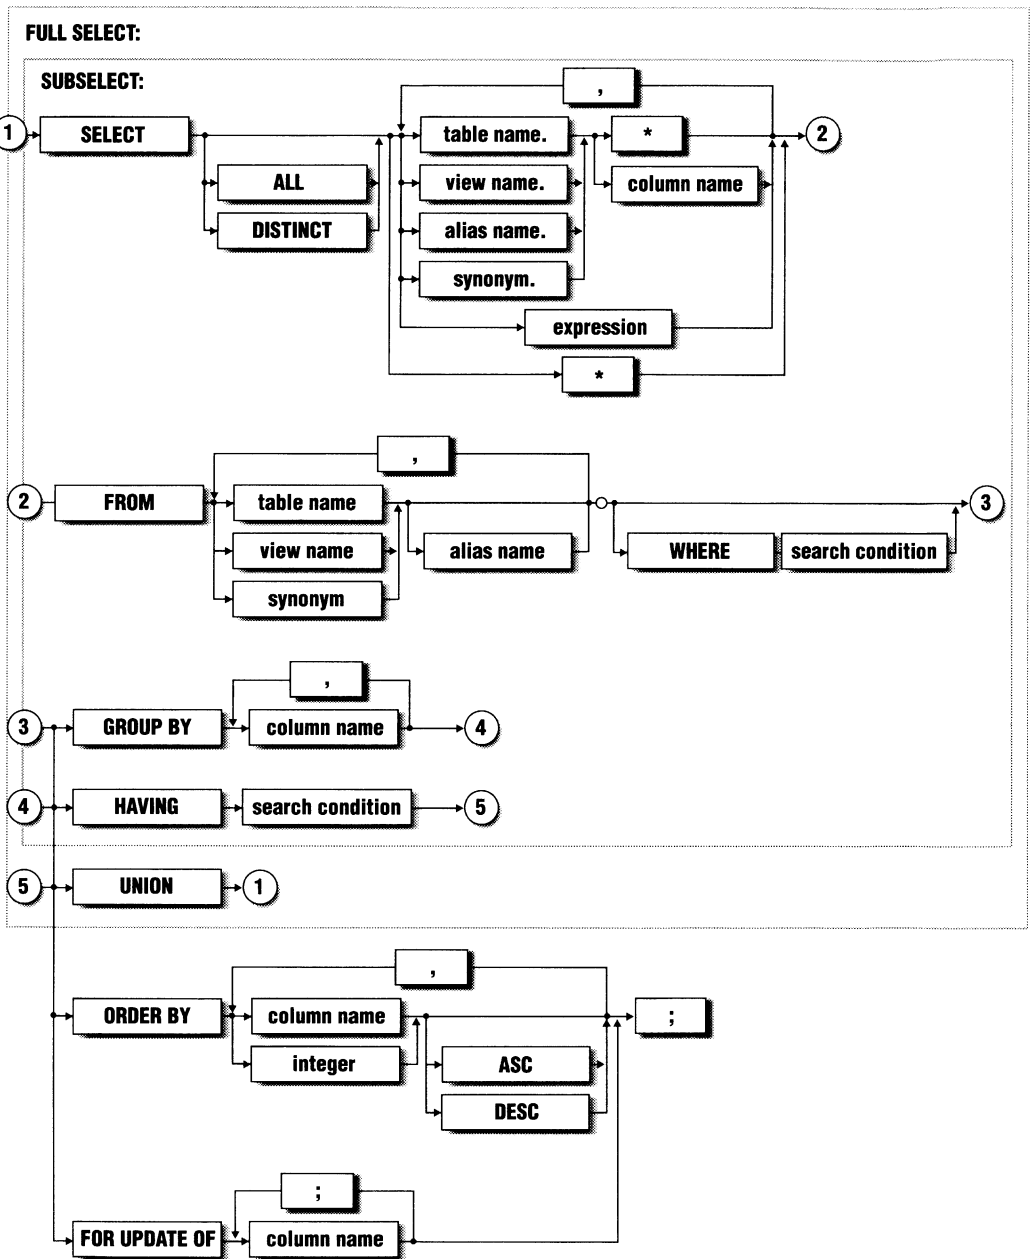 FULL SELECT:
SUBSELECT:
,
1 SELECT table name. * 2
ALL view name. column name
DISTINCT alias name.
synonym.
expression
*
,
2 FROM table name 3
view name alias name WHERE search condition
synonym
,
3 GROUP BY column name 4
4 HAVING search condition 5
5 UNION 1
,
ORDER BY column name ;
integer ASC
DESC
;
FOR UPDATE OF column name